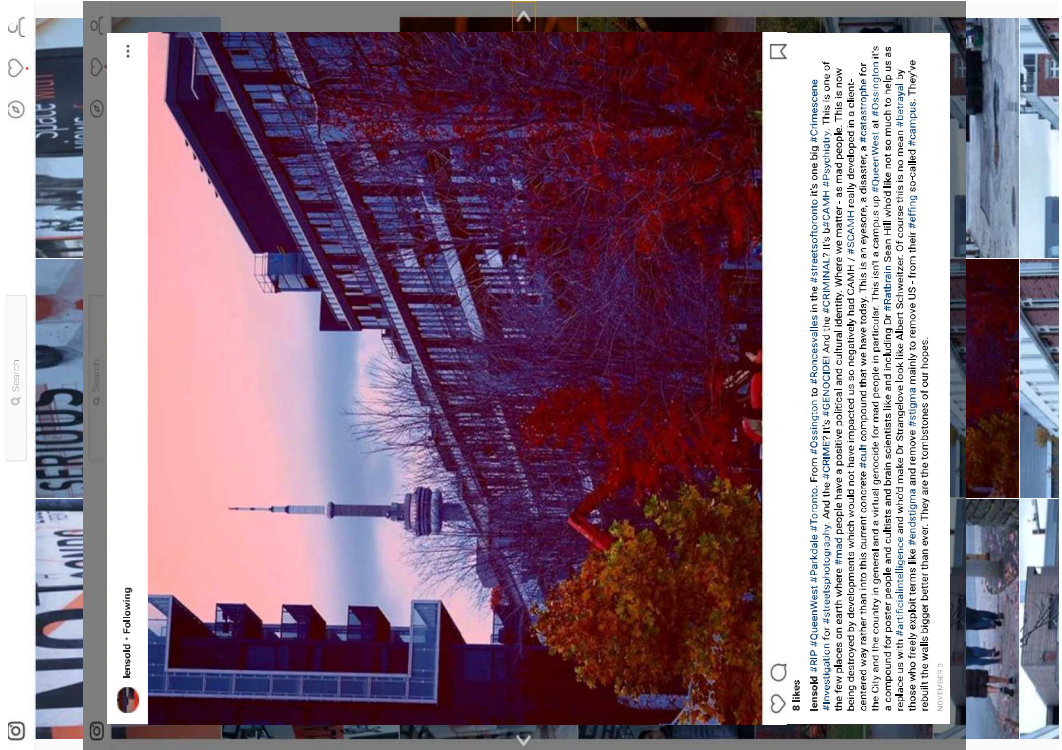 Search
Search
lensold • Following
8 likes
lensold #RIP #QueenWest #Parkdale #Toronto. From #Ossington to #Roncesvalles in the #streetsoftoronto it's one big #Crimescene
#Investigation for #streetsphotography. And the #CRIME? It's #GENOCIDE! And the #CRIMINAL? It's b#CAMH #Psychiatry. This is one of
the few places on earth where #mad people have a positive political and cultural identity. Where we matter - as mad people. This is now
being destroyed by developments which would not have impacted us so negatively had CAMH / #SCAMH really developed in a client-
centered way rather than into this current concrete #cult compound that we have today. This is an eyesore, a disaster, a #catastrophe for
the City and the country in general and a virtual genocide for mad people in particular. This isn't a campus up #QueenWest at #Ossington it's
a compound for poster people and cultists and brain scientists like and including Dr #Ratbrain Sean Hill who'd like not so much to help us as
replace us with #artificialintelligence and who'd make Dr Strangelove look like Albert Schweitzer. Of course this is no mean #betrayal by
those who freely exploit terms like #endstigma and remove #stigma mainly to remove US - from their #effing so-called #campus. They've
rebuilt the walls bigger better than ever. They are the tombstones of our hopes.
NOVEMBER 9